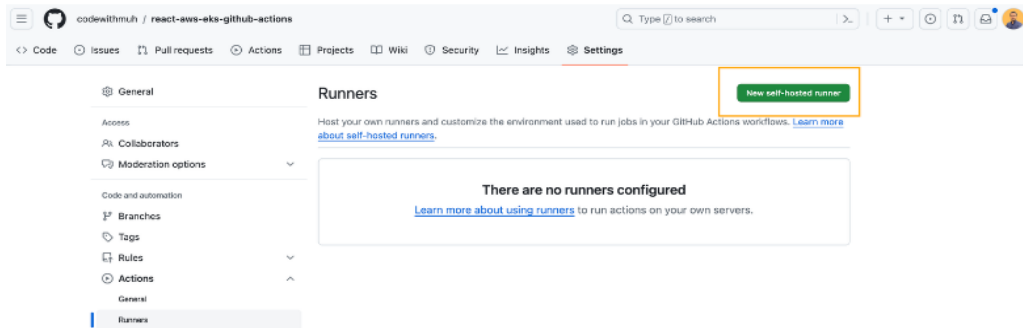 codewithmuh / react-aws-eks-github-actions
Type / to search
Code Issues Pull requests Actions Projects Wiki Security Insights Settings
General
Access
Collaborators
Moderation options
Code and automation
Branches
Tags
Rules
Actions
General
Runners
Runners
New self-hosted runner
Host your own runners and customize the environment used to run jobs in your GitHub Actions workflows. Learn more
about self-hosted runners.
There are no runners configured
Learn more about using runners to run actions on your own servers.